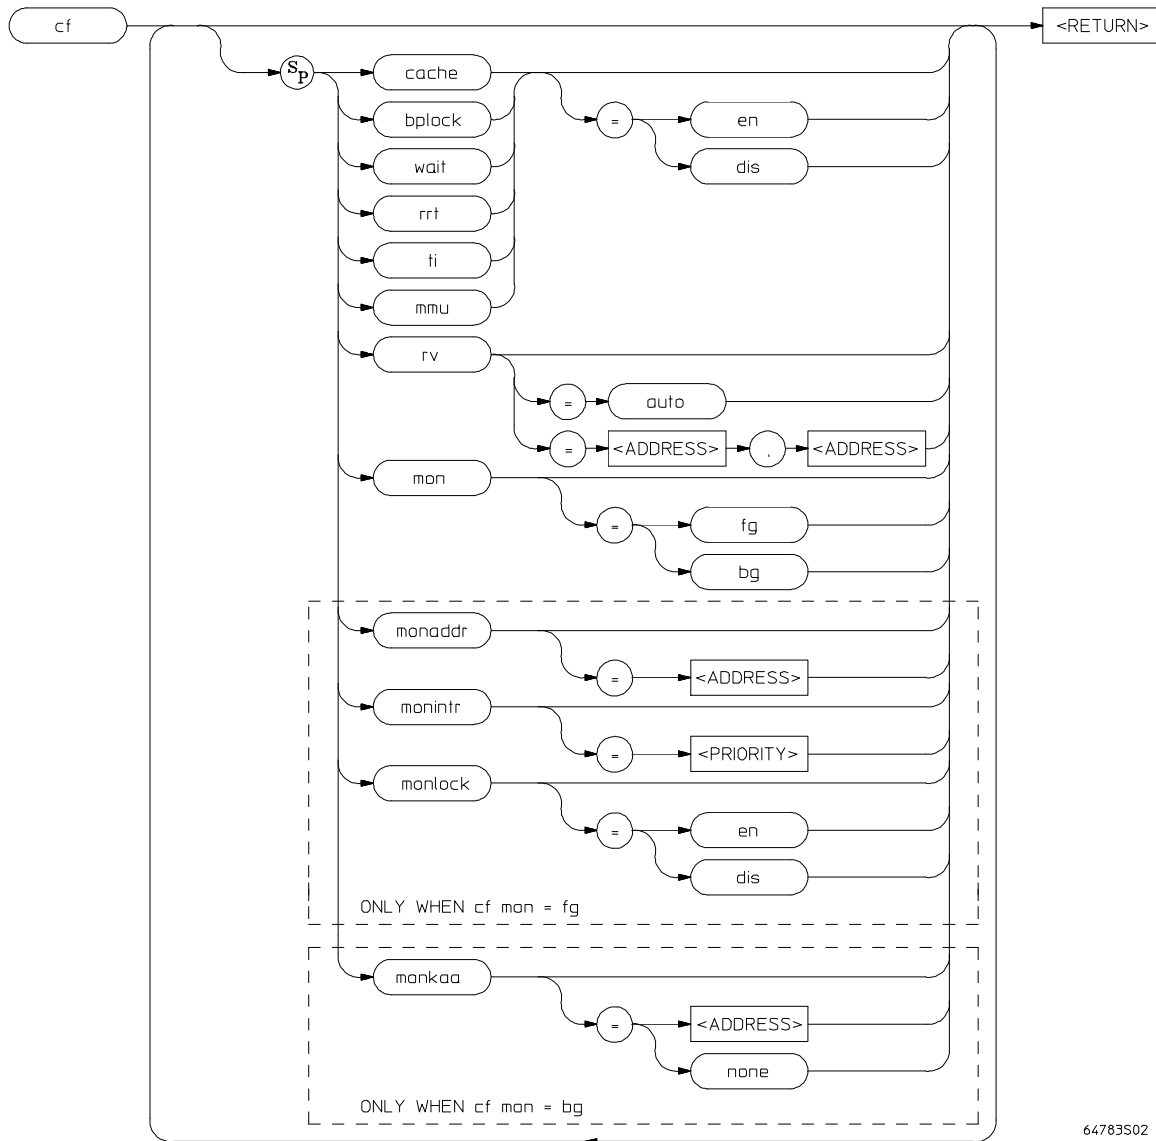 cf <RETURN>
SP cache
bplock = en
wait dis
rrt
ti
mmu
rv
= auto
= <ADDRESS> , <ADDRESS>
mon
= fg
bg
monaddr
= <ADDRESS>
monintr
= <PRIORITY>
monlock
= en
dis
ONLY WHEN cf mon = fg
monkaa
= <ADDRESS>
none
ONLY WHEN cf mon = bg
64783S02